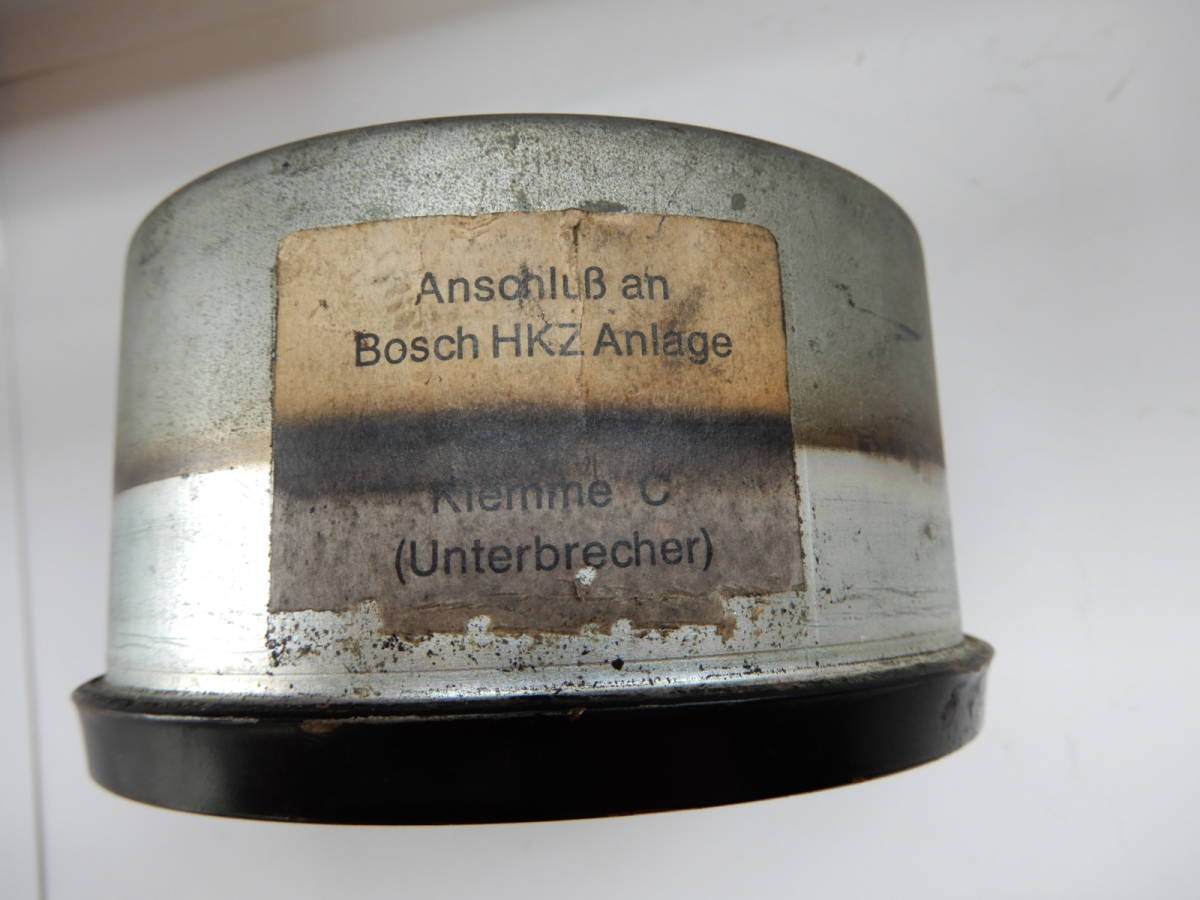 Anschluß an
Bosch HKZ Anlage
Klemme C
(Unterbrecher)